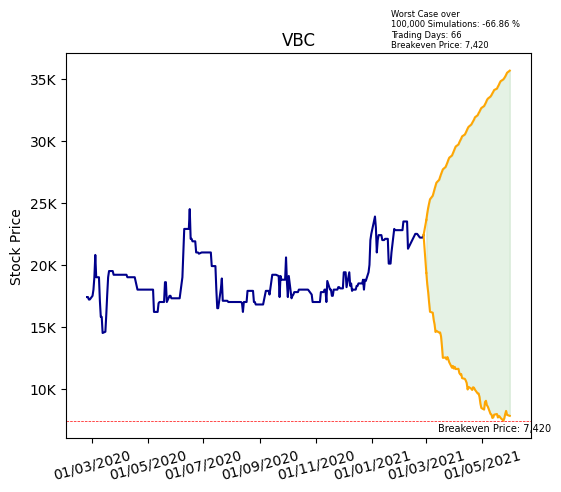 Worst Case over
100,000 Simulations: -66.86 %
Trading Days: 66
Breakeven Price: 7,420
VBC
Stock Price
35K
30K
25K
20K
15K
10K
Breakeven Price: 7,420
01/03/2020
01/05/2020
01/07/2020
01/09/2020
01/11/2020
01/01/2021
01/03/2021
01/05/2021